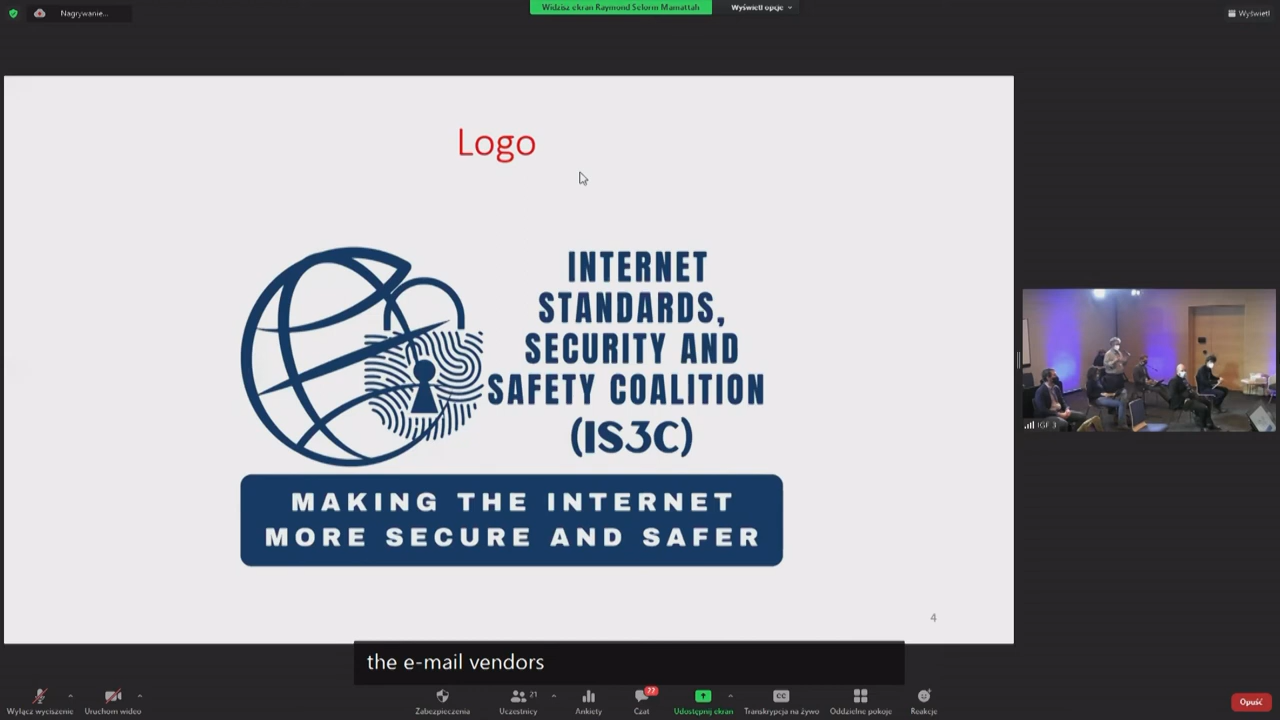 Nagrywanie...
Widzisz ekran Raymond Selorm Mamattah
Wyświetl opcje
Wyświetl
Logo
INTERNET
STANDARDS,
SECURITY AND
SAFETY COALITION
(IS3C)
MAKING THE INTERNET
MORE SECURE AND SAFER
4
IGF 3
the e-mail vendors
Wyłącz wyciszenie
Uruchom wideo
Zabezpieczenia
Uczestnicy
21
Ankiety
Czat
77
Udostępnij ekran
CC
Transkrypcja na żywo
Oddzielne pokoje
Reakcje
Opuść